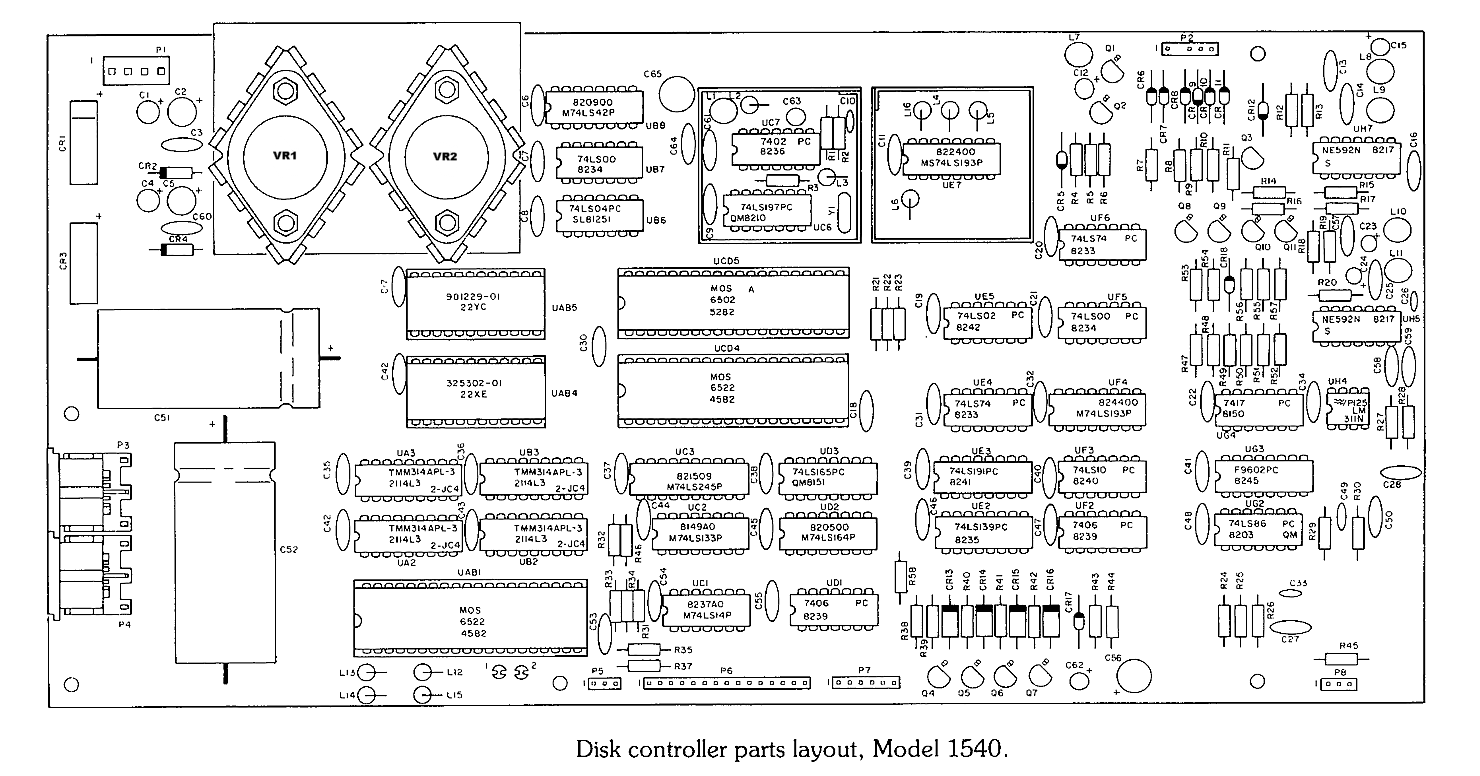 P1
C1
C2
C3
CR1
CR2
C4
C5
C60
CR3
CR4
VR1
VR2
C6
820900
M74LS42P
UB8
C65
C7
74LS00
8234
UB7
C64
C8
74LS04PC
SL81251
UB6
L1
L2
C61
C63
C10
UC7
7402 PC
8236
R1
R2
R3
L3
C9
74LS197PC
QM8210
UC6
Y1
L16
L4
L5
C11
822400
MS74LS193P
UE7
L6
L7
Q1
C12
Q2
P2
CR6
CR7
CR8
CR9
CR10
CR11
CR12
R12
R13
C13
C14
C15
L8
L9
CR5
R4
R5
R6
R7
R8
R9
R10
R11
Q3
UH7
NE592N 8217
S
C16
R14
R15
R16
R17
Q8
Q9
Q10
Q11
R18
R19
C57
C23
L10
C20
UF6
74LS74 PC
8233
R53
R54
CR18
R56
R55
R57
C24
L11
R20
C25
C26
C17
901229-01
22YC
UAB5
UCD5
MOS A
6502
5282
R21
R22
R23
C19
UE5
74LS02 PC
8242
C21
UF5
74LS00 PC
8234
NE592N 8217
S
UH5
C59
C58
R47
R48
R49
R50
R51
R52
C30
C51
C42
325302-01
22XE
UAB4
UCD4
MOS
6522
4582
C18
C31
UE4
74LS74 PC
8233
C32
UF4
824400
M74LS193P
C22
7417 PC
8150
UG4
C34
UH4
P125
LM
311N
R27
R28
P3
P4
C52
C35
UA3
TMM314APL-3
2114L3
2-JC4
C36
UB3
TMM314APL-3
2114L3
2-JC4
C37
UC3
821509
M74LS245P
C38
UD3
74LS165PC
QM8151
C39
UE3
74LS191PC
8241
C40
UF3
74LS10 PC
8240
C41
UG3
F9602PC
8245
C28
C42
TMM314APL-3
2114L3
2-JC4
UA2
C43
TMM314APL-3
2114L3
2-JC4
UB2
R32
R46
C44
UC2
8149A0
M74LS133P
C45
UD2
820500
M74LS164P
C46
UE2
74LS139PC
8235
C47
UF2
7406 PC
8239
C48
UG2
74LS86 PC
8203 QM
R29
C49
R30
C50
UAB1
MOS
6522
4582
C53
R33
R34
R31
C54
UC1
8237A0
M74LS14P
C55
UD1
7406 PC
8239
R58
R38
R39
CR13
R40
CR14
R41
CR15
R42
CR16
CR17
R43
R44
R24
R25
R26
C33
C27
R35
R37
L13
L12
L14
L15
1
2
P5
1
P6
1
P7
1
Q4
Q5
Q6
Q7
C62
C56
R45
P8
1
Disk controller parts layout, Model 1540.